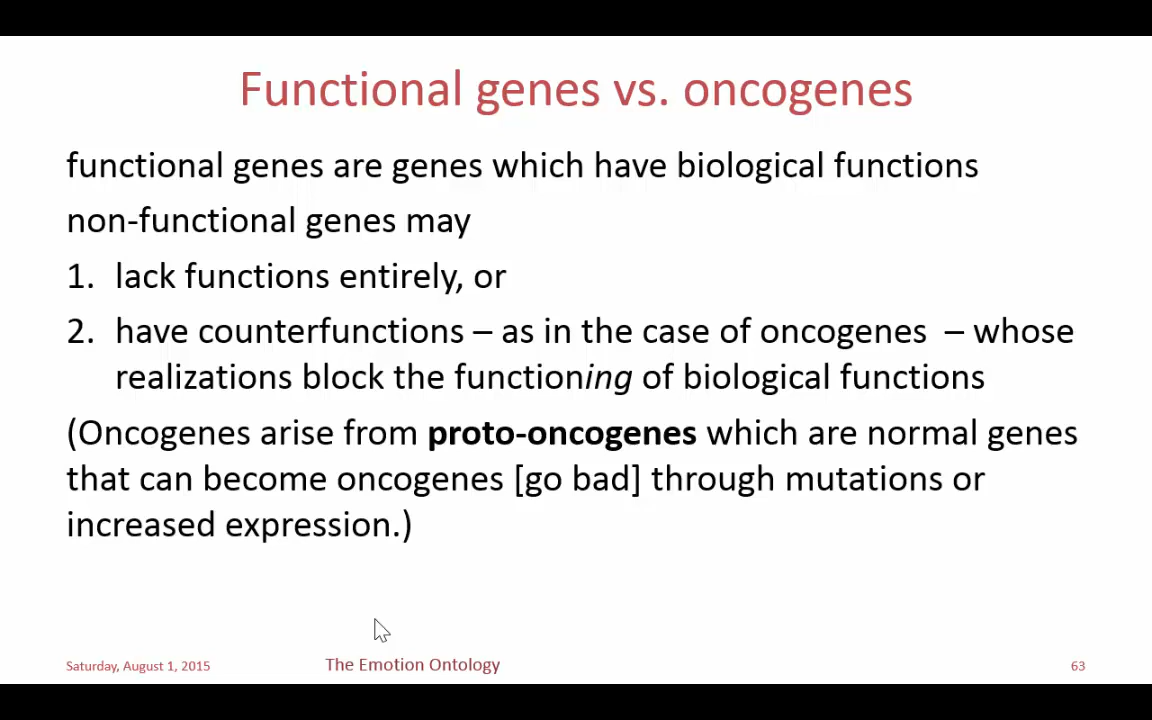 Functional genes vs. oncogenes
functional genes are genes which have biological functions
non-functional genes may
1. lack functions entirely, or
2. have counterfunctions – as in the case of oncogenes – whose
realizations block the functioning of biological functions
(Oncogenes arise from proto-oncogenes which are normal genes
that can become oncogenes [go bad] through mutations or
increased expression.)
Saturday, August 1, 2015
The Emotion Ontology
63